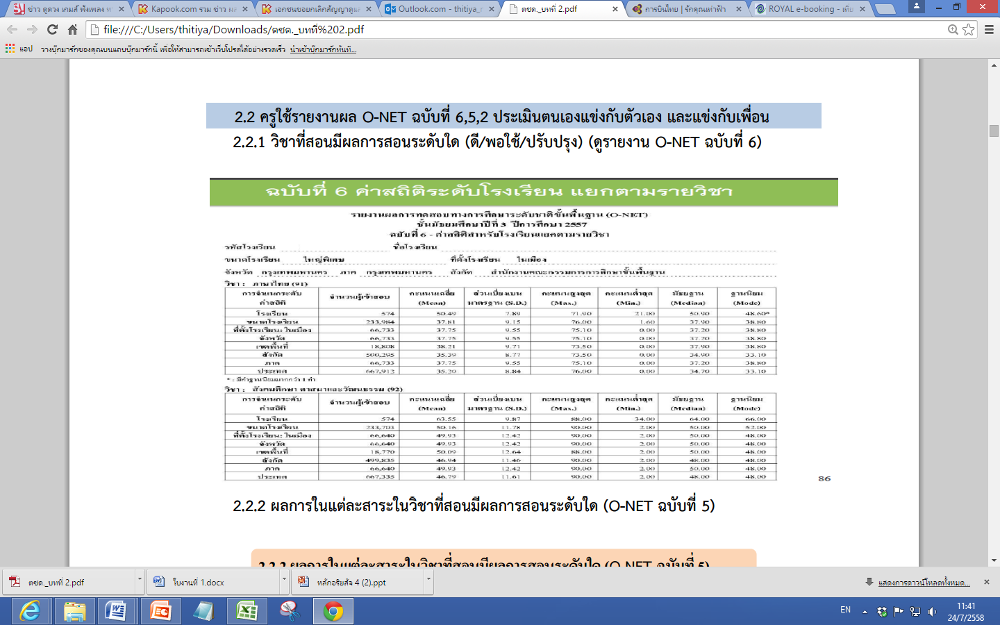 ข่าว ดูดวง เกมส์ ฟังเพลง ห
Kapook.com รวม ข่าว ผล
เอกชนขอยกเลิกสัญญาดูแ
Outlook.com - thitiya_r
ตชด._บทที่ 2.pdf
การบินไทย | รักคุณเท่าฟ้า
ROYAL e-booking - เที่ย
file:///C:/Users/thitiya/Downloads/ตชด._บทที่%202.pdf
แอป วางบุ๊กมาร์กของคุณบนแถบบุ๊กมาร์กนี้ เพื่อให้สามารถเข้าเว็บโปรดได้อย่างรวดเร็ว นำเข้าบุ๊กมาร์กทันที...
2.2 ครูใช้รายงานผล O-NET ฉบับที่ 6,5,2 ประเมินตนเองแข่งกับตัวเอง และแข่งกับเพื่อน
2.2.1 วิชาที่สอนมีผลการสอนระดับใด (ดี/พอใช้/ปรับปรุง) (ดูรายงาน O-NET ฉบับที่ 6)
ฉบับที่ 6 ค่าสถิติระดับโรงเรียน แยกตามรายวิชา
รายงานผลการทดสอบทางการศึกษาระดับชาติขั้นพื้นฐาน (O-NET)
ชั้นมัธยมศึกษาปีที่ 3 ปีการศึกษา 2557
ฉบับที่ 6 - ค่าสถิติสำหรับโรงเรียนแยกตามรายวิชา
รหัสโรงเรียน ชื่อโรงเรียน
ขนาดโรงเรียน ใหญ่พิเศษ ที่ตั้งโรงเรียน ในเมือง
จังหวัด กรุงเทพมหานคร ภาค กรุงเทพมหานคร สังกัด สำนักงานคณะกรรมการการศึกษาขั้นพื้นฐาน
วิชา : ภาษาไทย (91)
การจำแนกระดับ จำนวนผู้เข้าสอบ คะแนนเฉลี่ย ส่วนเบี่ยงเบน คะแนนสูงสุด คะแนนต่ำสุด มัธยฐาน ฐานนิยม
ค่าสถิติ (Mean) มาตรฐาน (S.D.) (Max.) (Min.) (Median) (Mode)
โรงเรียน 574 50.49 7.89 71.90 21.00 50.90 48.60*
ขนาดโรงเรียน 233,984 37.81 9.15 76.00 1.60 37.90 38.80
ที่ตั้งโรงเรียน: ในเมือง 66,733 37.75 9.55 75.10 0.00 37.20 38.80
จังหวัด 66,733 37.75 9.55 75.10 0.00 37.20 38.80
เขตพื้นที่ 18,808 38.21 9.71 73.50 0.00 37.90 38.80
สังกัด 500,295 35.39 8.77 73.50 0.00 34.90 33.10
ภาค 66,733 37.75 9.55 75.10 0.00 37.20 38.80
ประเทศ 667,912 35.20 8.84 76.00 0.00 34.70 33.10
* : มีค่าฐานนิยมมากกว่า 1 ค่า
วิชา : สังคมศึกษา ศาสนาและวัฒนธรรม (92)
การจำแนกระดับ จำนวนผู้เข้าสอบ คะแนนเฉลี่ย ส่วนเบี่ยงเบน คะแนนสูงสุด คะแนนต่ำสุด มัธยฐาน ฐานนิยม
ค่าสถิติ (Mean) มาตรฐาน (S.D.) (Max.) (Min.) (Median) (Mode)
โรงเรียน 574 63.55 9.87 88.00 34.00 64.00 66.00
ขนาดโรงเรียน 233,703 50.16 11.78 90.00 2.00 50.00 52.00
ที่ตั้งโรงเรียน: ในเมือง 66,640 49.93 12.42 90.00 2.00 50.00 48.00
จังหวัด 66,640 49.93 12.42 90.00 2.00 50.00 48.00
เขตพื้นที่ 18,770 50.09 12.64 88.00 2.00 50.00 48.00
สังกัด 499,835 46.94 11.46 90.00 2.00 48.00 48.00
ภาค 66,640 49.93 12.42 90.00 2.00 50.00 48.00
ประเทศ 667,335 46.79 11.61 90.00 2.00 48.00 48.00
86
2.2.2 ผลการในแต่ละสาระในวิชาที่สอนมีผลการสอนระดับใด (O-NET ฉบับที่ 5)
2.2.2 ผลการในแต่ละสาระในวิชาที่สอนมีผลการสอนระดับใด (O-NET ฉบับที่ 5)
ตชด._บทที่ 2.pdf
ใบงานที่ 1.docx
หลักอริยสัจ 4 (2).ppt
แสดงการดาวน์โหลดทั้งหมด...
EN
11:41
24/7/2558